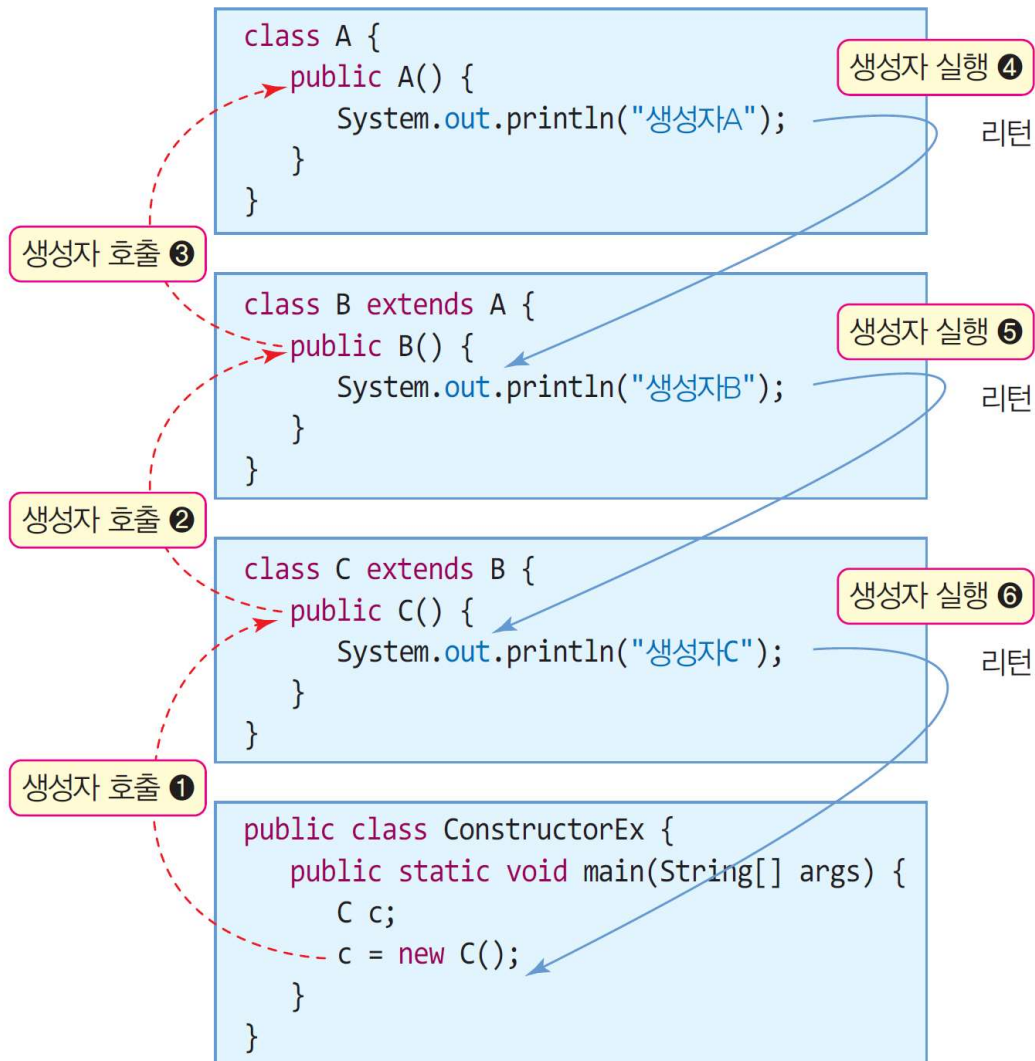 class A {
public A() {
System.out.println("생성자A");
}
}
생성자 실행 ❹
리턴
생성자 호출 ❸
class B extends A {
public B() {
System.out.println("생성자B");
}
}
생성자 실행 ❺
리턴
생성자 호출 ❷
class C extends B {
public C() {
System.out.println("생성자C");
}
}
생성자 실행 ❻
리턴
생성자 호출 ❶
public class ConstructorEx {
public static void main(String[] args) {
C c;
c = new C();
}
}